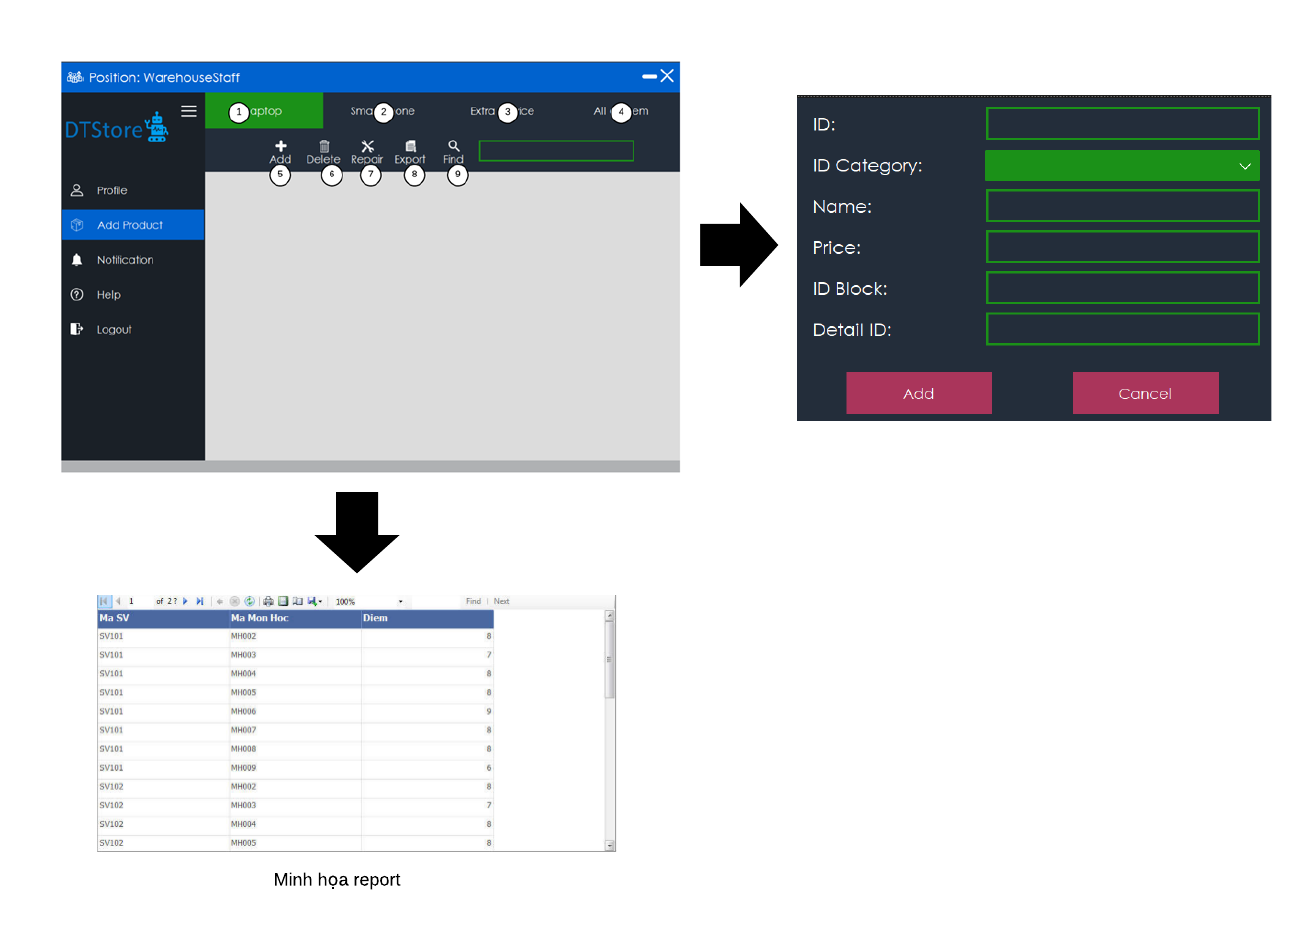 Position: WarehouseStaff
DTStore
1 aptop
Sma 2 one
Extra 3 ice
All 4 em
Add
Delete
Repair
Export
Find
5
6
7
8
9
Profile
Add Product
Notification
Help
Logout
ID:
ID Category:
Name:
Price:
ID Block:
Detail ID:
Add
Cancel
1 of 2 ? 100% Find | Next
Ma SV Ma Mon Hoc Diem
SV101 MH002 8
SV101 MH003 7
SV101 MH004 8
SV101 MH005 8
SV101 MH006 9
SV101 MH007 8
SV101 MH008 8
SV101 MH009 6
SV102 MH002 8
SV102 MH003 7
SV102 MH004 8
SV102 MH005 8
Minh họa report